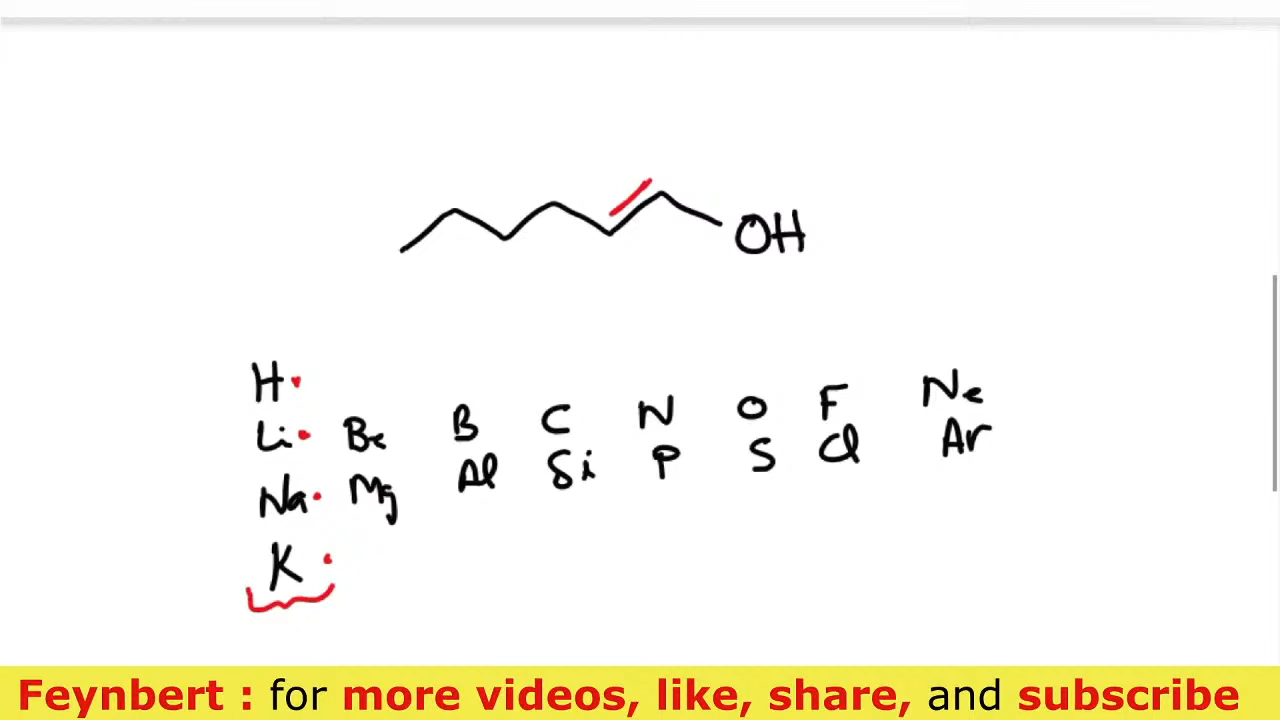 OH
H
Li Be B C N O F Ne
Na Mg Al Si P S Cl Ar
K
Feynbert : for more videos, like, share, and subscribe